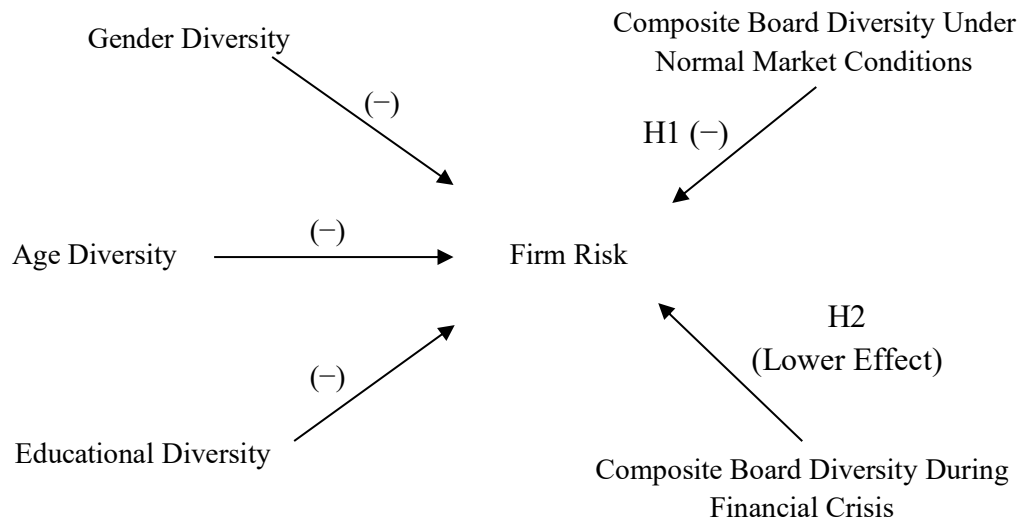 Gender Diversity
(−)
Age Diversity
(−)
Educational Diversity
(−)
Firm Risk
Composite Board Diversity Under
Normal Market Conditions
H1 (−)
H2
(Lower Effect)
Composite Board Diversity During
Financial Crisis